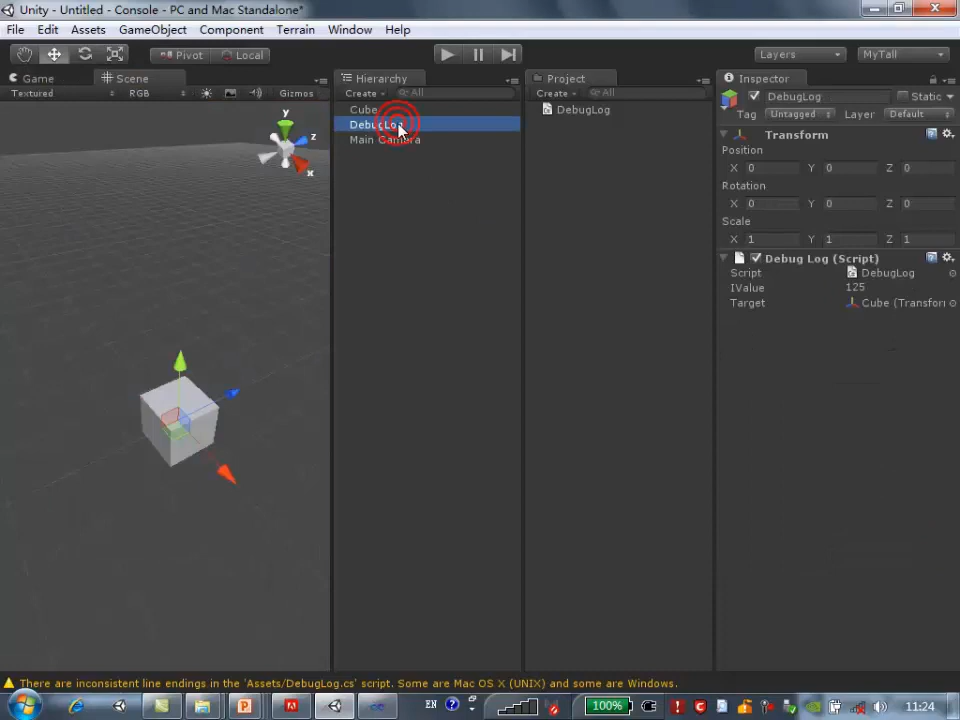 Unity - Untitled - Console - PC and Mac Standalone*
File Edit Assets GameObject Component Terrain Window Help
Pivot Local Layers MyTall
Game Scene
Textured RGB Gizmos
Hierarchy
Create All
Cube
DebugLog
Main Camera
Project
Create All
DebugLog
Inspector
DebugLog Static
Tag Untagged Layer Default
Transform
Position
X 0 Y 0 Z 0
Rotation
X 0 Y 0 Z 0
Scale
X 1 Y 1 Z 1
Debug Log (Script)
Script DebugLog
IValue 125
Target Cube (Transfor
y
z
x
There are inconsistent line endings in the 'Assets/DebugLog.cs' script. Some are Mac OS X (UNIX) and some are Windows.
EN 100% 11:24